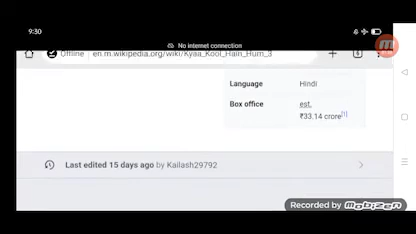 9:30
No internet connection
Offline en.m.wikipedia.org/wiki/Kyaa_Kool_Hain_Hum_3
Language Hindi
Box office est.
₹33.14 crore[1]
Last edited 15 days ago by Kailash29792
Recorded by mobizen